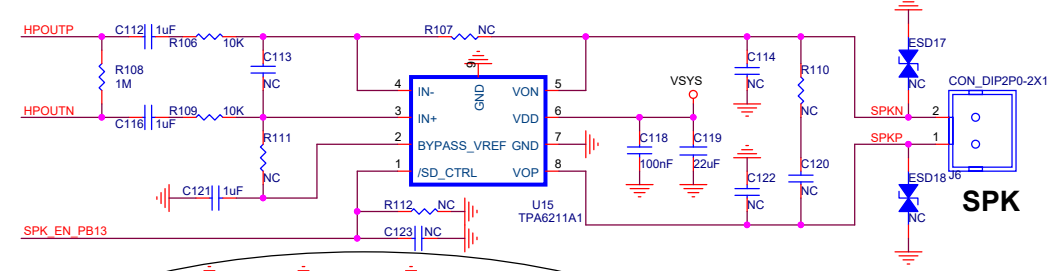 HPOUTP
C112 1uF
R106 10K
R107 NC
C113
NC
R108
1M
HPOUTN
C116 1uF
R109 10K
R111
NC
C121 1uF
4 IN-
3 IN+
2 BYPASS_VREF
1 /SD_CTRL
9
GND
VON 5
VDD 6
GND 7
VOP 8
U15
TPA6211A1
R112 NC
C123 NC
SPK_EN_PB13
VSYS
C118
100nF
C119
22uF
C114
NC
R110
NC
C122
NC
C120
NC
ESD17
NC
SPKN
SPKP
ESD18
NC
CON_DIP2P0-2X1
2
1
J6
SPK